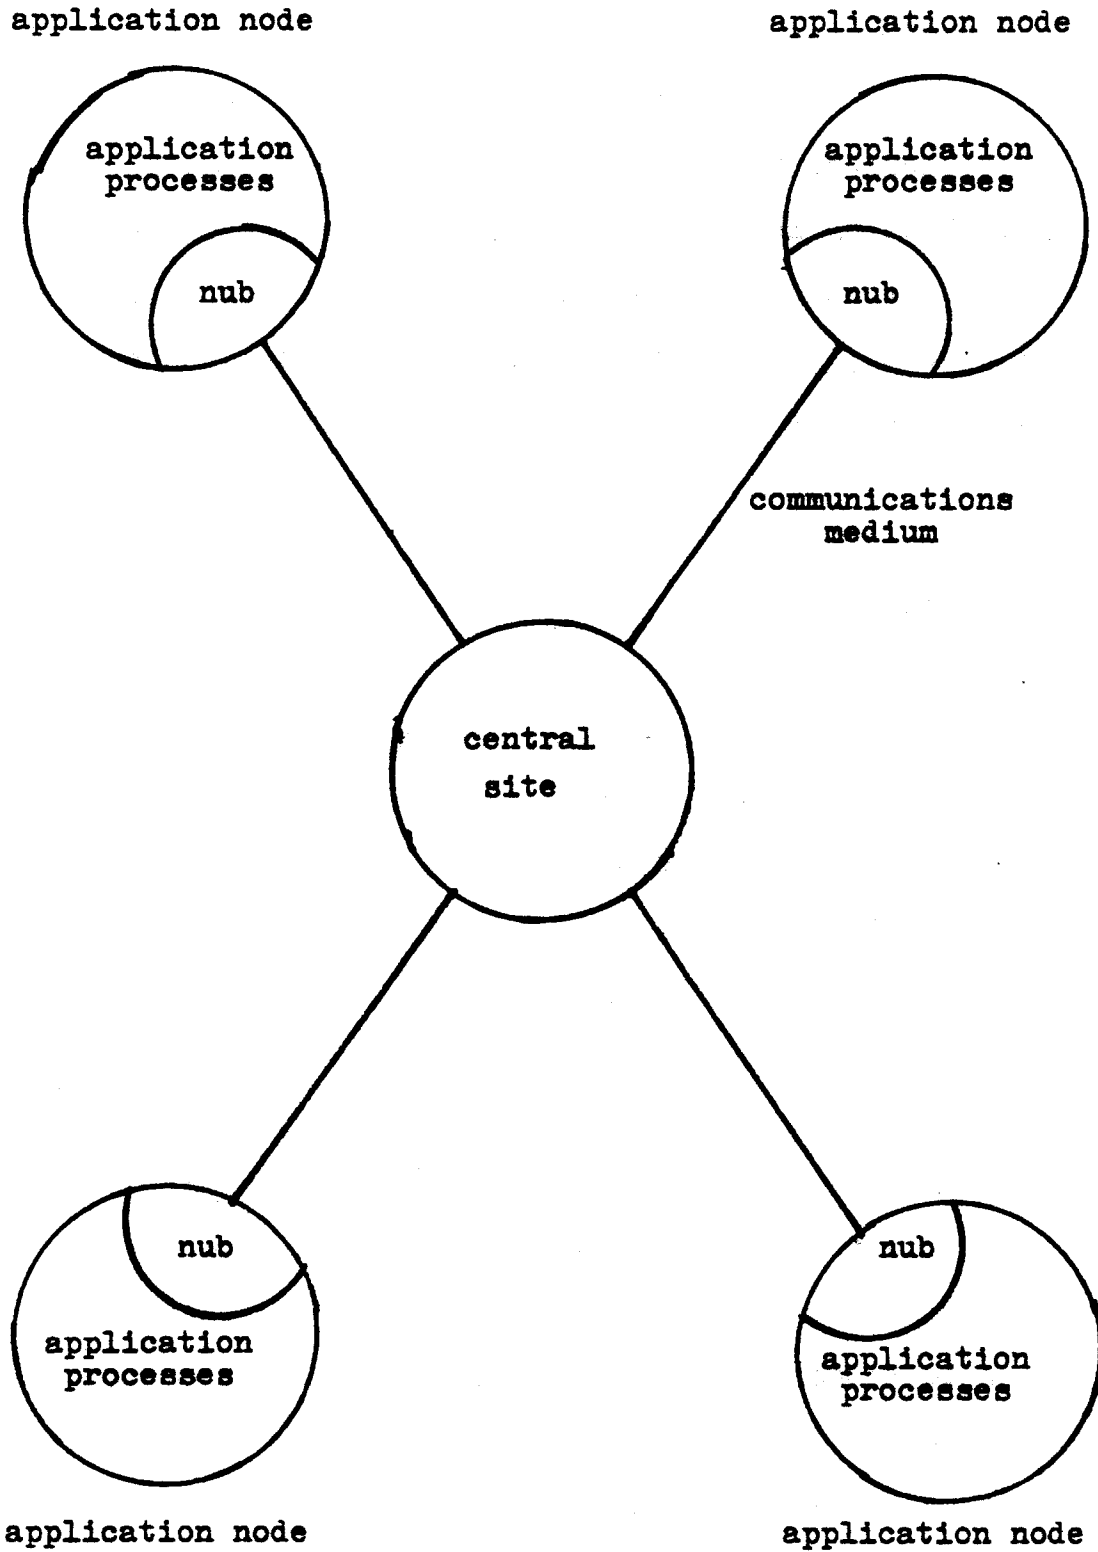 application node
application node
application
processes
nub
application
processes
nub
communications
medium
central
site
nub
application
processes
nub
application
processes
application node
application node